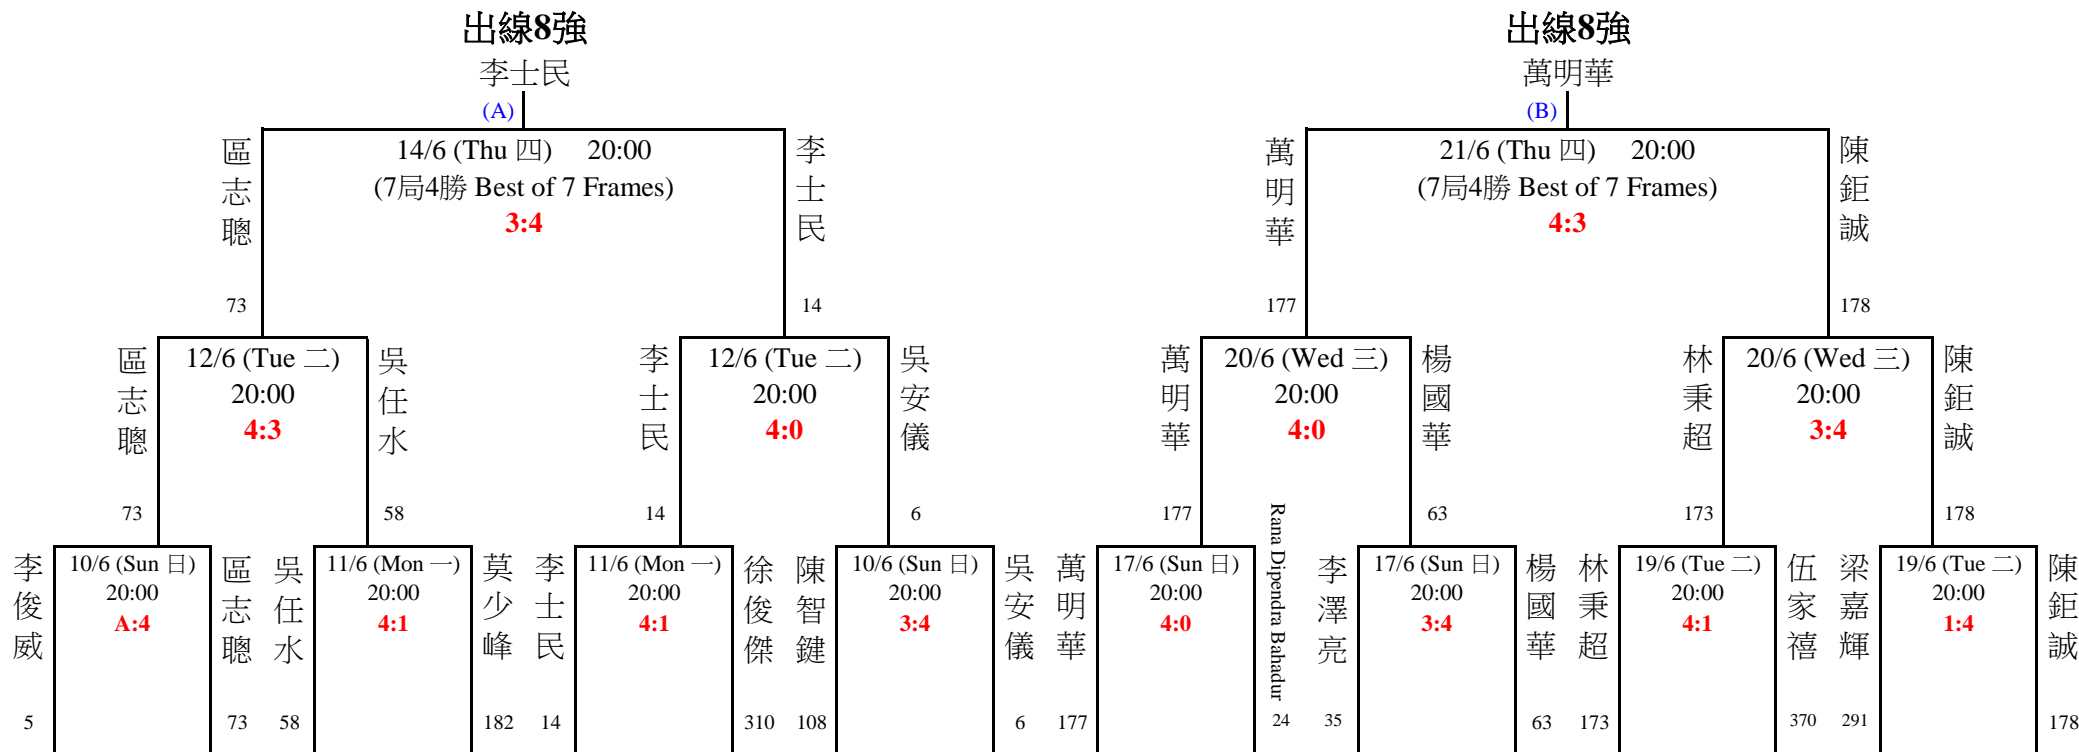 出線8強
李士民
(A)
區志聰
14/6 (Thu 四) 20:00
(7局4勝 Best of 7 Frames)
3:4
李士民
73
14
區志聰
12/6 (Tue 二)
20:00
4:3
吳任水
73
58
李士民
12/6 (Tue 二)
20:00
4:0
吳安儀
14
6
李俊威
10/6 (Sun 日)
20:00
A:4
區志聰
5
73
吳任水
11/6 (Mon 一)
20:00
4:1
莫少峰
58
182
李士民
11/6 (Mon 一)
20:00
4:1
徐俊傑
14
310
陳智鍵
10/6 (Sun 日)
20:00
3:4
吳安儀
108
6
出線8強
萬明華
(B)
萬明華
21/6 (Thu 四) 20:00
(7局4勝 Best of 7 Frames)
4:3
陳鉅誠
177
178
萬明華
20/6 (Wed 三)
20:00
4:0
楊國華
177
63
林秉超
20/6 (Wed 三)
20:00
3:4
陳鉅誠
173
178
萬明華
17/6 (Sun 日)
20:00
4:0
Rana Dipendra Bahadur
177
24
李澤亮
17/6 (Sun 日)
20:00
3:4
楊國華
35
63
林秉超
19/6 (Tue 二)
20:00
4:1
伍家禧
173
370
梁嘉輝
19/6 (Tue 二)
20:00
1:4
陳鉅誠
291
178